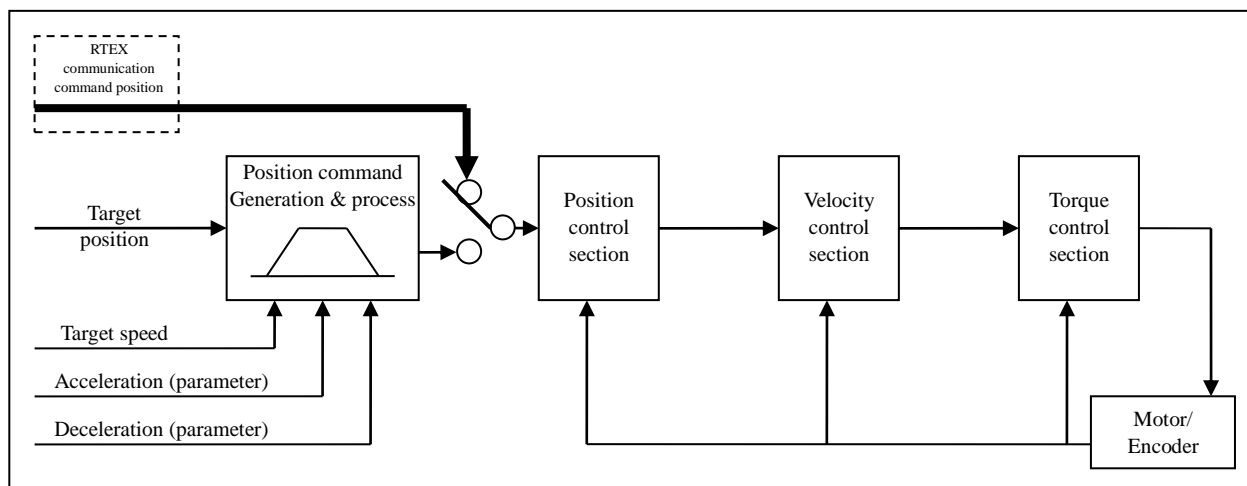 RTEX
communication
command position
Position command
Generation & process
Target
position
Target speed
Acceleration (parameter)
Deceleration (parameter)
Position
control
section
Velocity
control
section
Torque
control
section
Motor/
Encoder